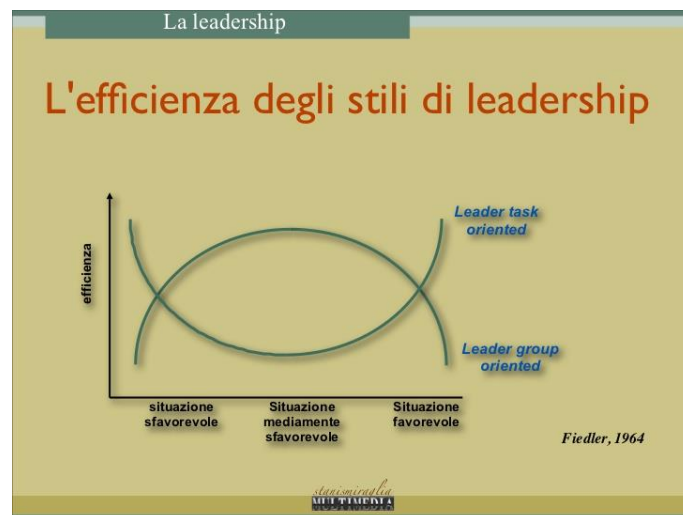 La leadership
L'efficienza degli stili di leadership
Leader task
oriented
efficienza
Leader group
oriented
situazione
sfavorevole
Situazione
mediamente
sfavorevole
Situazione
favorevole
Fiedler, 1964
stanismiraglia
MULTIMEDIA